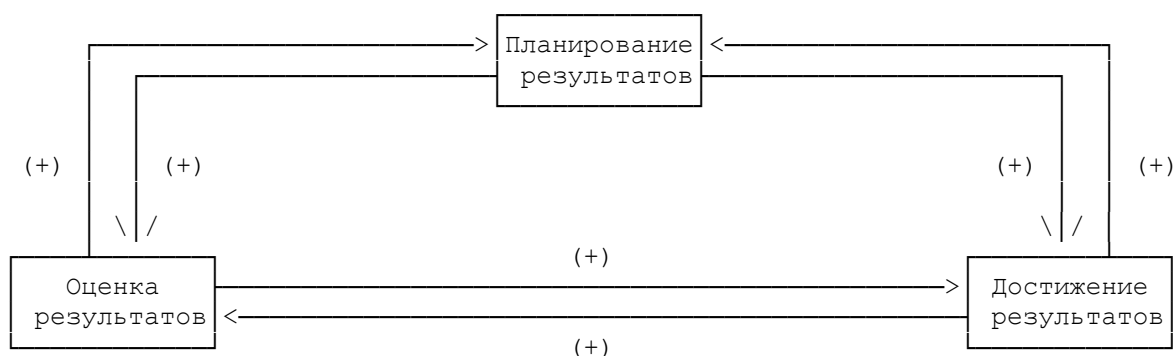 Планирование
результатов
(+) (+) (+) (+)
(+)
Оценка
результатов
Достижение
результатов
(+)